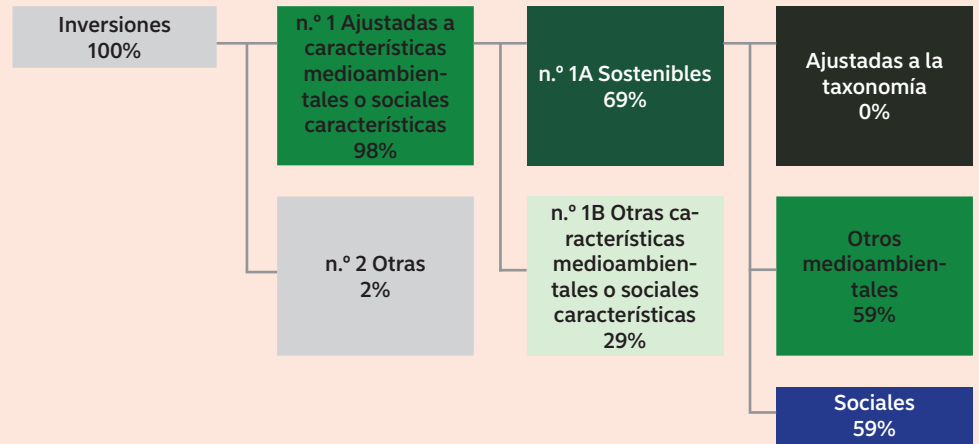 Inversiones
100%
n.º 1 Ajustadas a
características
medioambien-
tales o sociales
características
98%
n.º 2 Otras
2%
n.º 1A Sostenibles
69%
n.º 1B Otras ca-
racterísticas
medioambien-
tales o sociales
características
29%
Ajustadas a la
taxonomía
0%
Otros
medioambien-
tales
59%
Sociales
59%